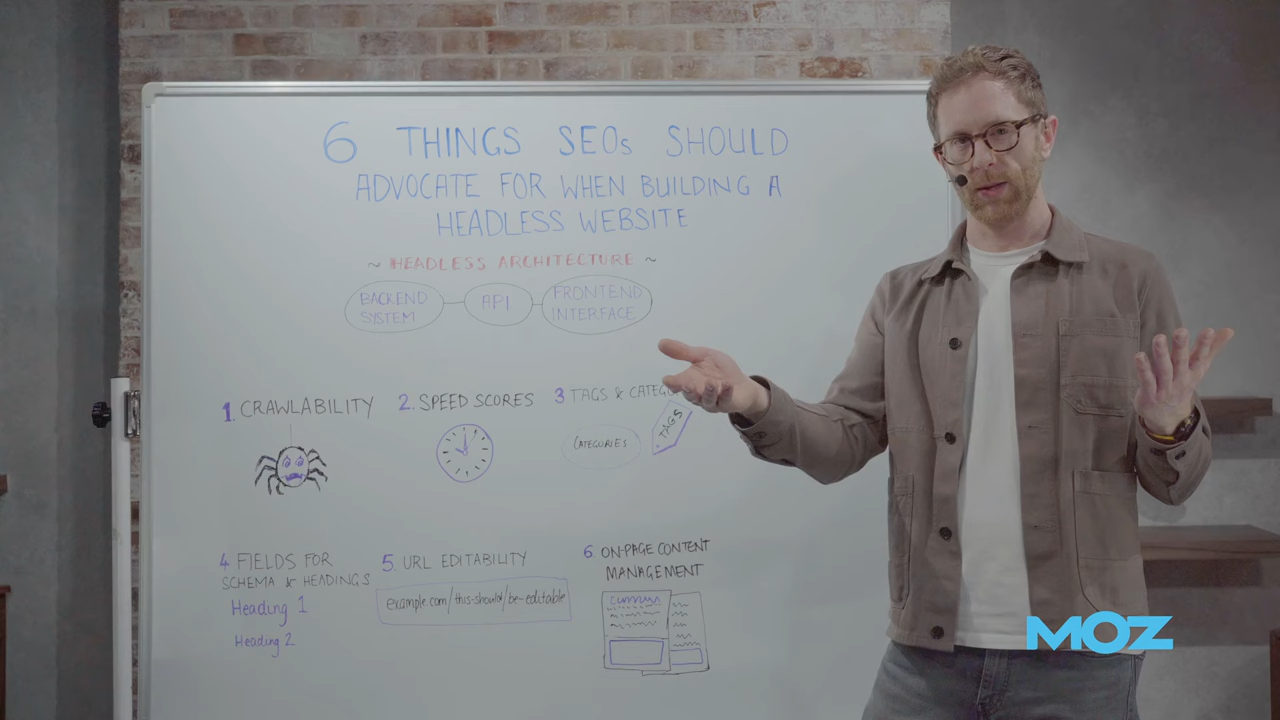 6 THINGS SEOs SHOULD
ADVOCATE FOR WHEN BUILDING A
HEADLESS WEBSITE
~ HEADLESS ARCHITECTURE ~
BACKEND
SYSTEM
API
FRONTEND
INTERFACE
1. CRAWLABILITY
2. SPEED SCORES
3 TAGS &
CATEGORIES
TAGS
4 FIELDS FOR
SCHEMA & HEADINGS
Heading 1
Heading 2
5. URL EDITABILITY
example.com/this-should/be-editable
6 ON-PAGE CONTENT
MANAGEMENT
MOZ